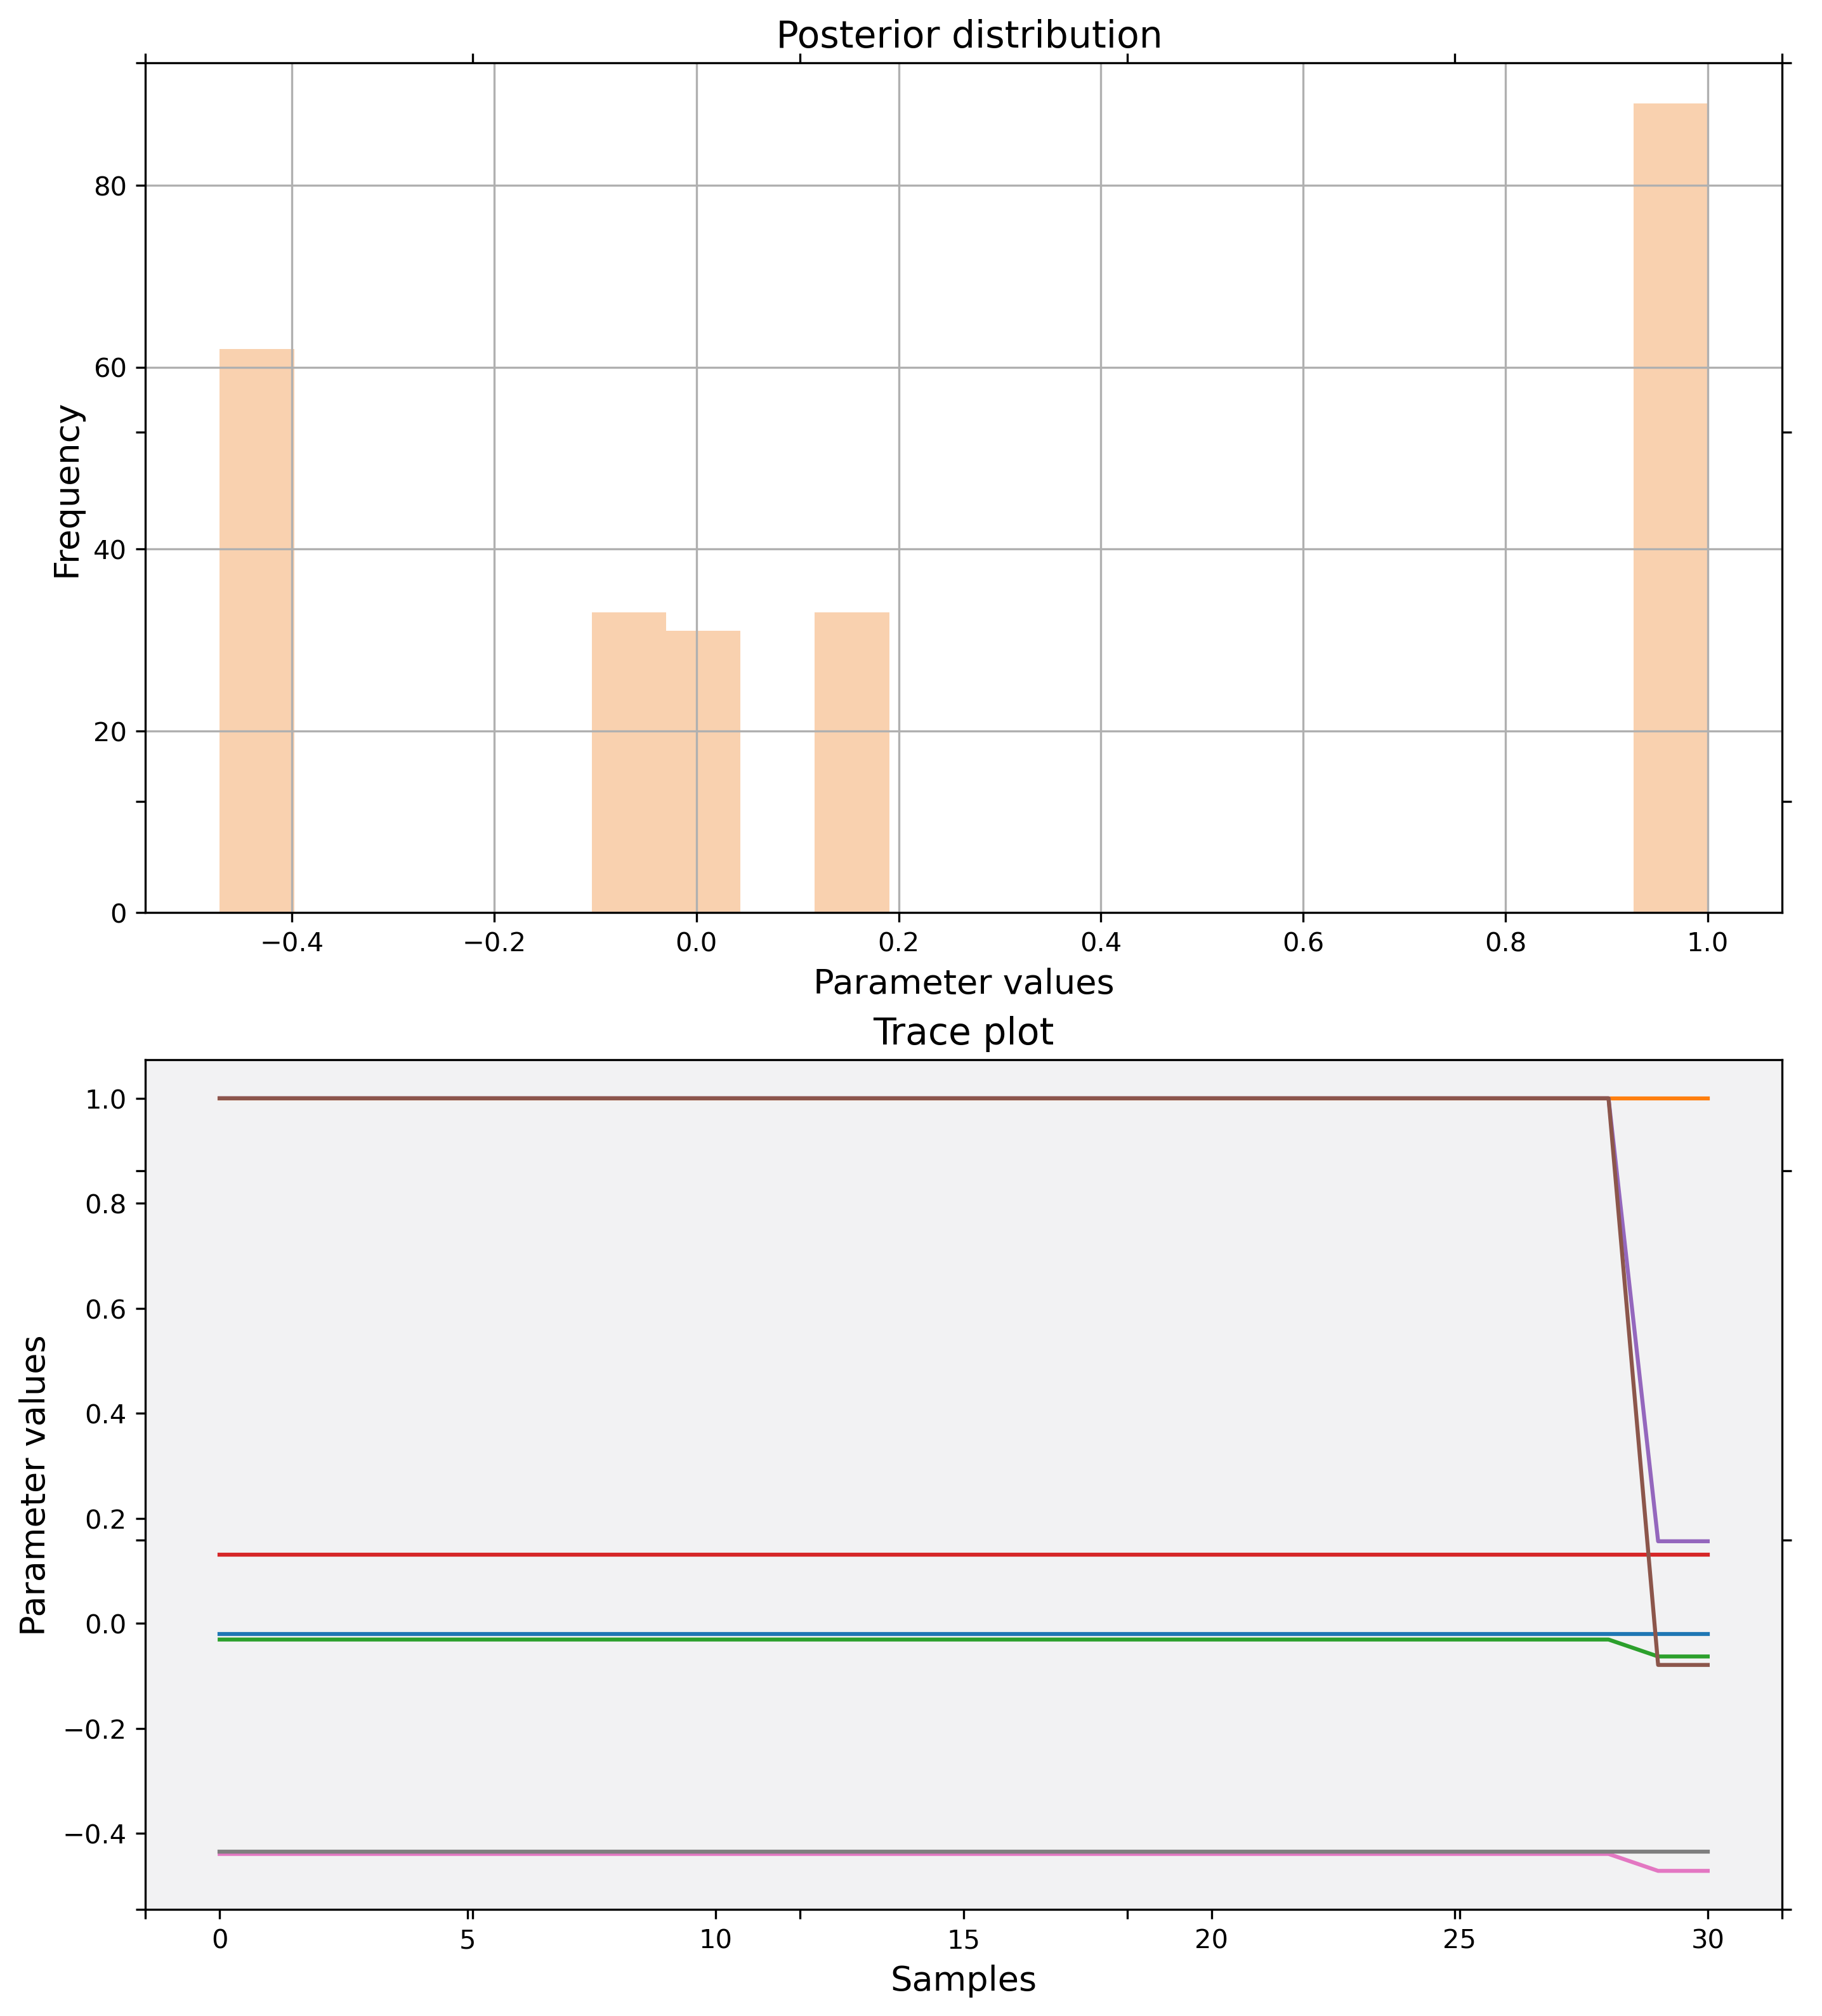 Posterior distribution
80
60
40
20
0
Frequency
−0.4 −0.2 0.0 0.2 0.4 0.6 0.8 1.0
Parameter values
Trace plot
1.0
0.8
0.6
0.4
0.2
0.0
−0.2
−0.4
Parameter values
0 5 10 15 20 25 30
Samples